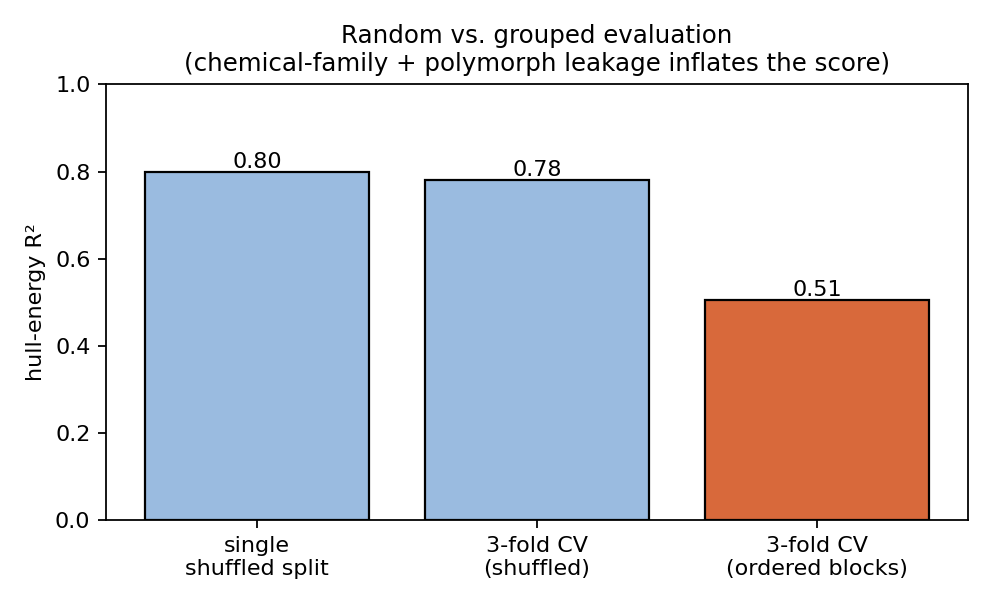 Random vs. grouped evaluation
(chemical-family + polymorph leakage inflates the score)
hull-energy R²
1.0
0.8
0.6
0.4
0.2
0.0
0.80
0.78
0.51
single
shuffled split
3-fold CV
(shuffled)
3-fold CV
(ordered blocks)